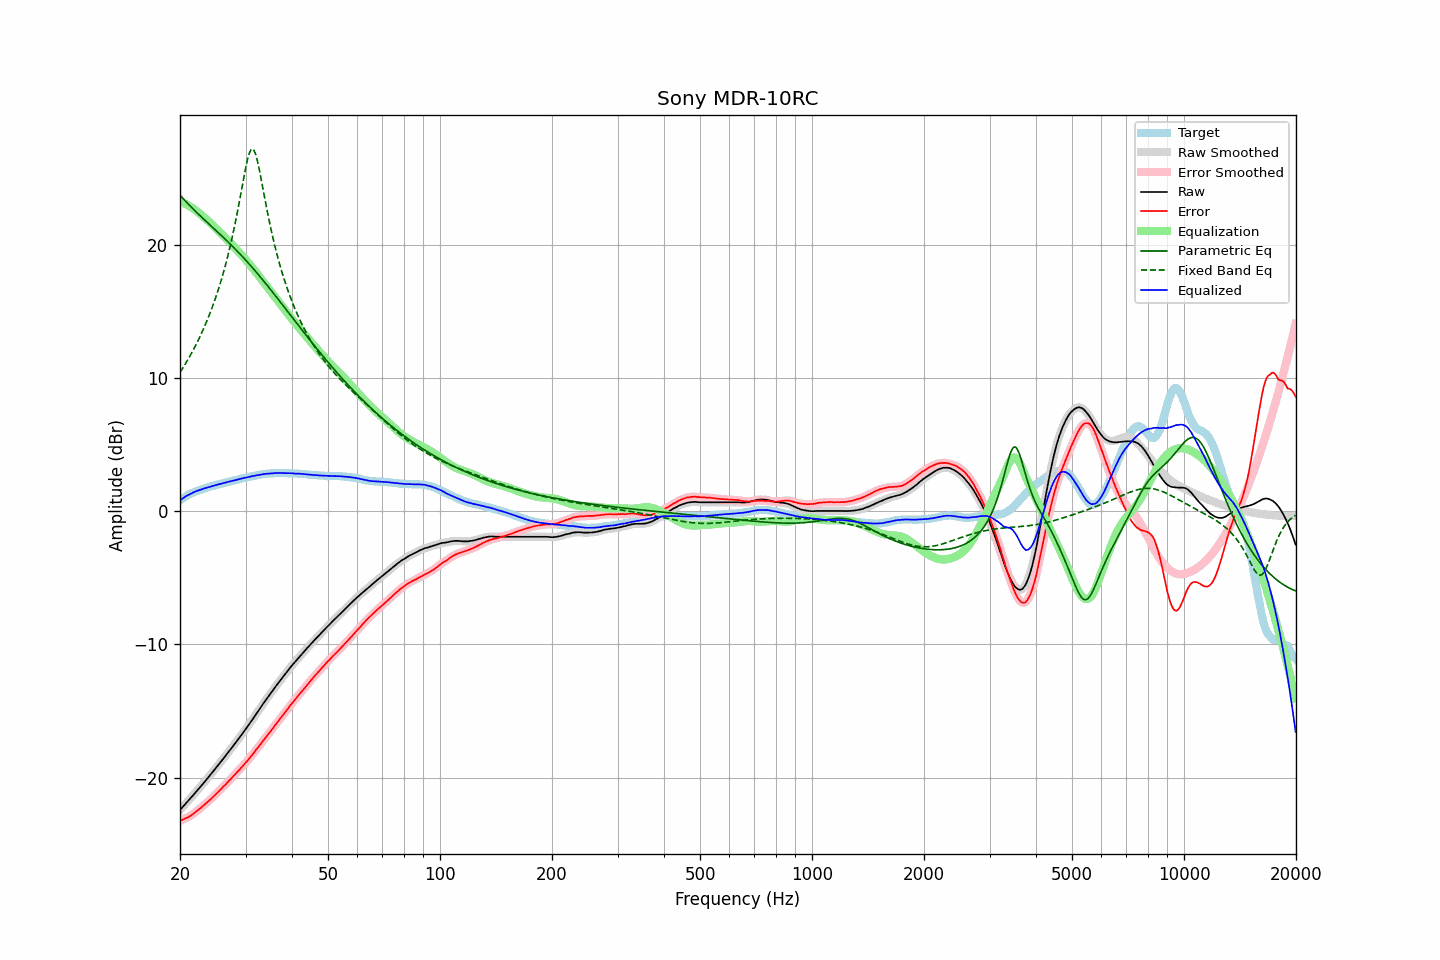 Sony MDR-10RC
Target
Raw Smoothed
Error Smoothed
Raw
Error
Equalization
Parametric Eq
Fixed Band Eq
Equalized
Amplitude (dBr)
20
10
0
−10
−20
20
50
100
200
500
1000
2000
5000
10000
20000
Frequency (Hz)